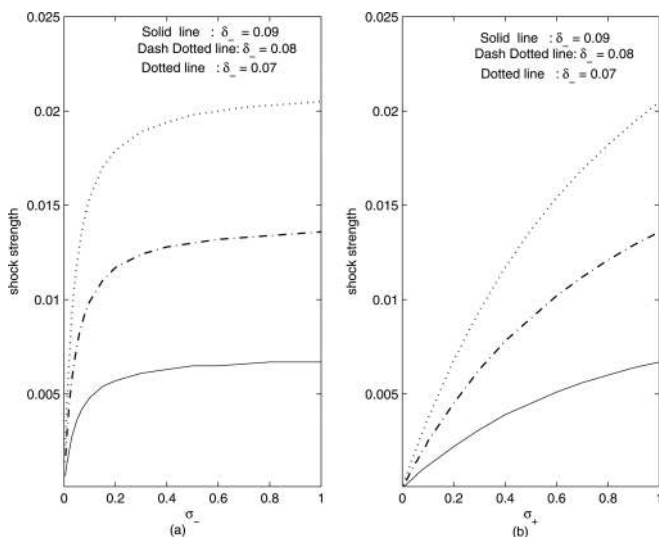 0.025
Solid line : δ_ = 0.09
Dash Dotted line: δ_ = 0.08
Dotted line : δ_ = 0.07
0.02
0.015
0.01
0.005
shock strength
0 0.2 0.4 0.6 0.8 1
σ_
(a)
0.025
Solid line : δ_ = 0.09
Dash Dotted line: δ_ = 0.08
Dotted line : δ_ = 0.07
0.02
0.015
0.01
0.005
0
shock strength
0 0.2 0.4 0.6 0.8 1
σ+
(b)